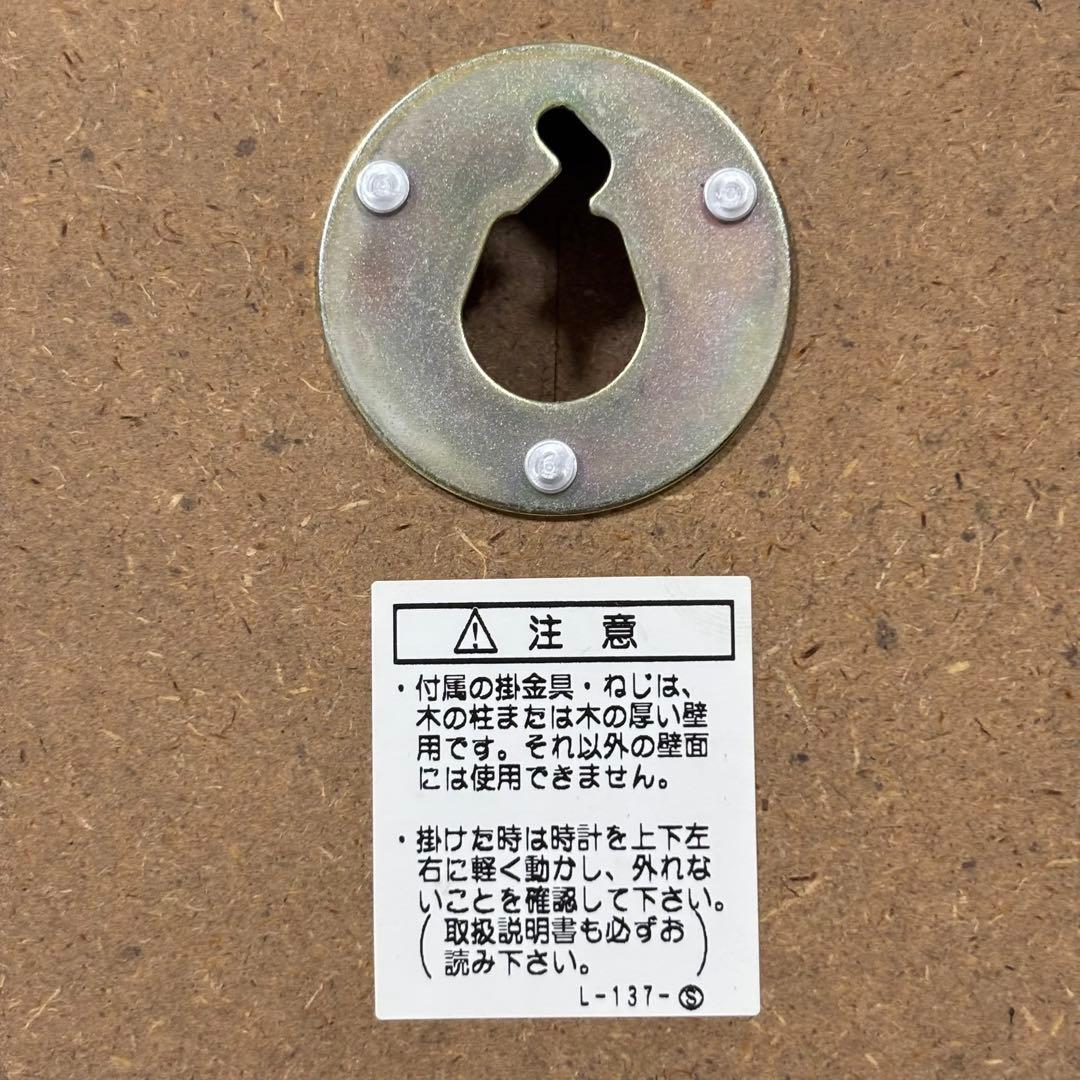 注意
・付属の掛金具・ねじは、
木の柱または木の厚い壁
用です。それ以外の壁面
には使用できません。
・掛けた時は時計を上下左
右に軽く動かし、外れな
いことを確認して下さい。
(取扱説明書も必ずお
読み下さい。)
L-137-Ⓢ